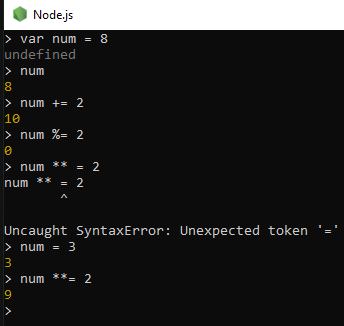 Node.js
> var num = 8
undefined
> num
8
> num += 2
10
> num %= 2
0
> num ** = 2
num ** = 2
       ^
Uncaught SyntaxError: Unexpected token '='
> num = 3
3
> num **= 2
9
>